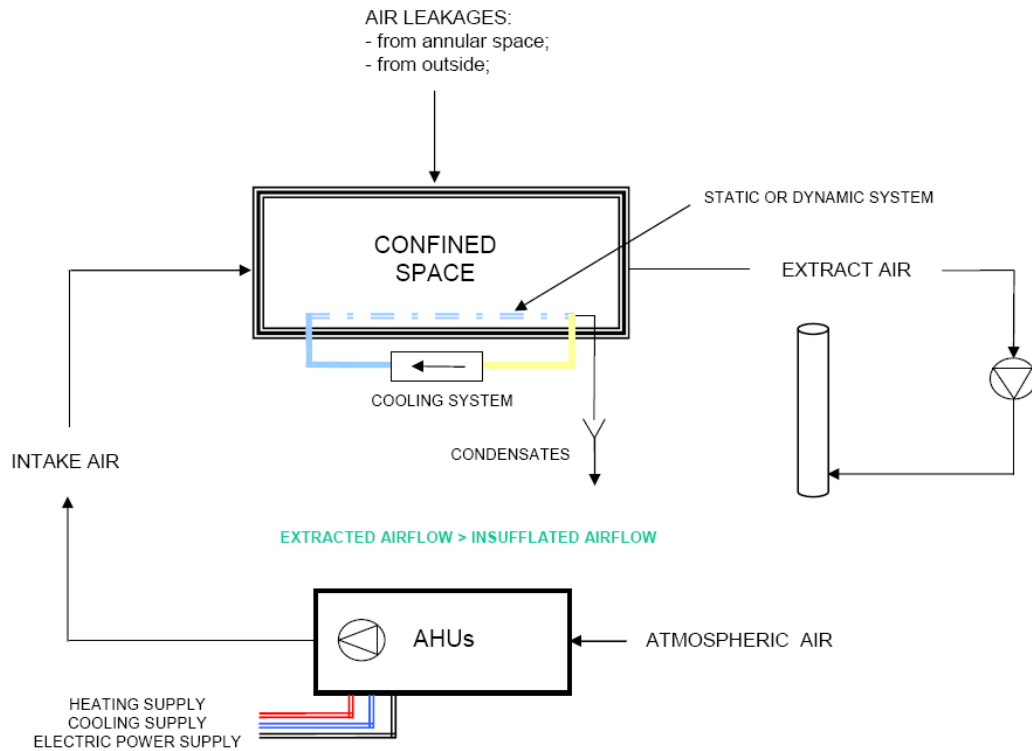 AIR LEAKAGES:
- from annular space;
- from outside;
STATIC OR DYNAMIC SYSTEM
CONFINED
SPACE
EXTRACT AIR
COOLING SYSTEM
CONDENSATES
INTAKE AIR
EXTRACTED AIRFLOW > INSUFFLATED AIRFLOW
AHUs
ATMOSPHERIC AIR
HEATING SUPPLY
COOLING SUPPLY
ELECTRIC POWER SUPPLY